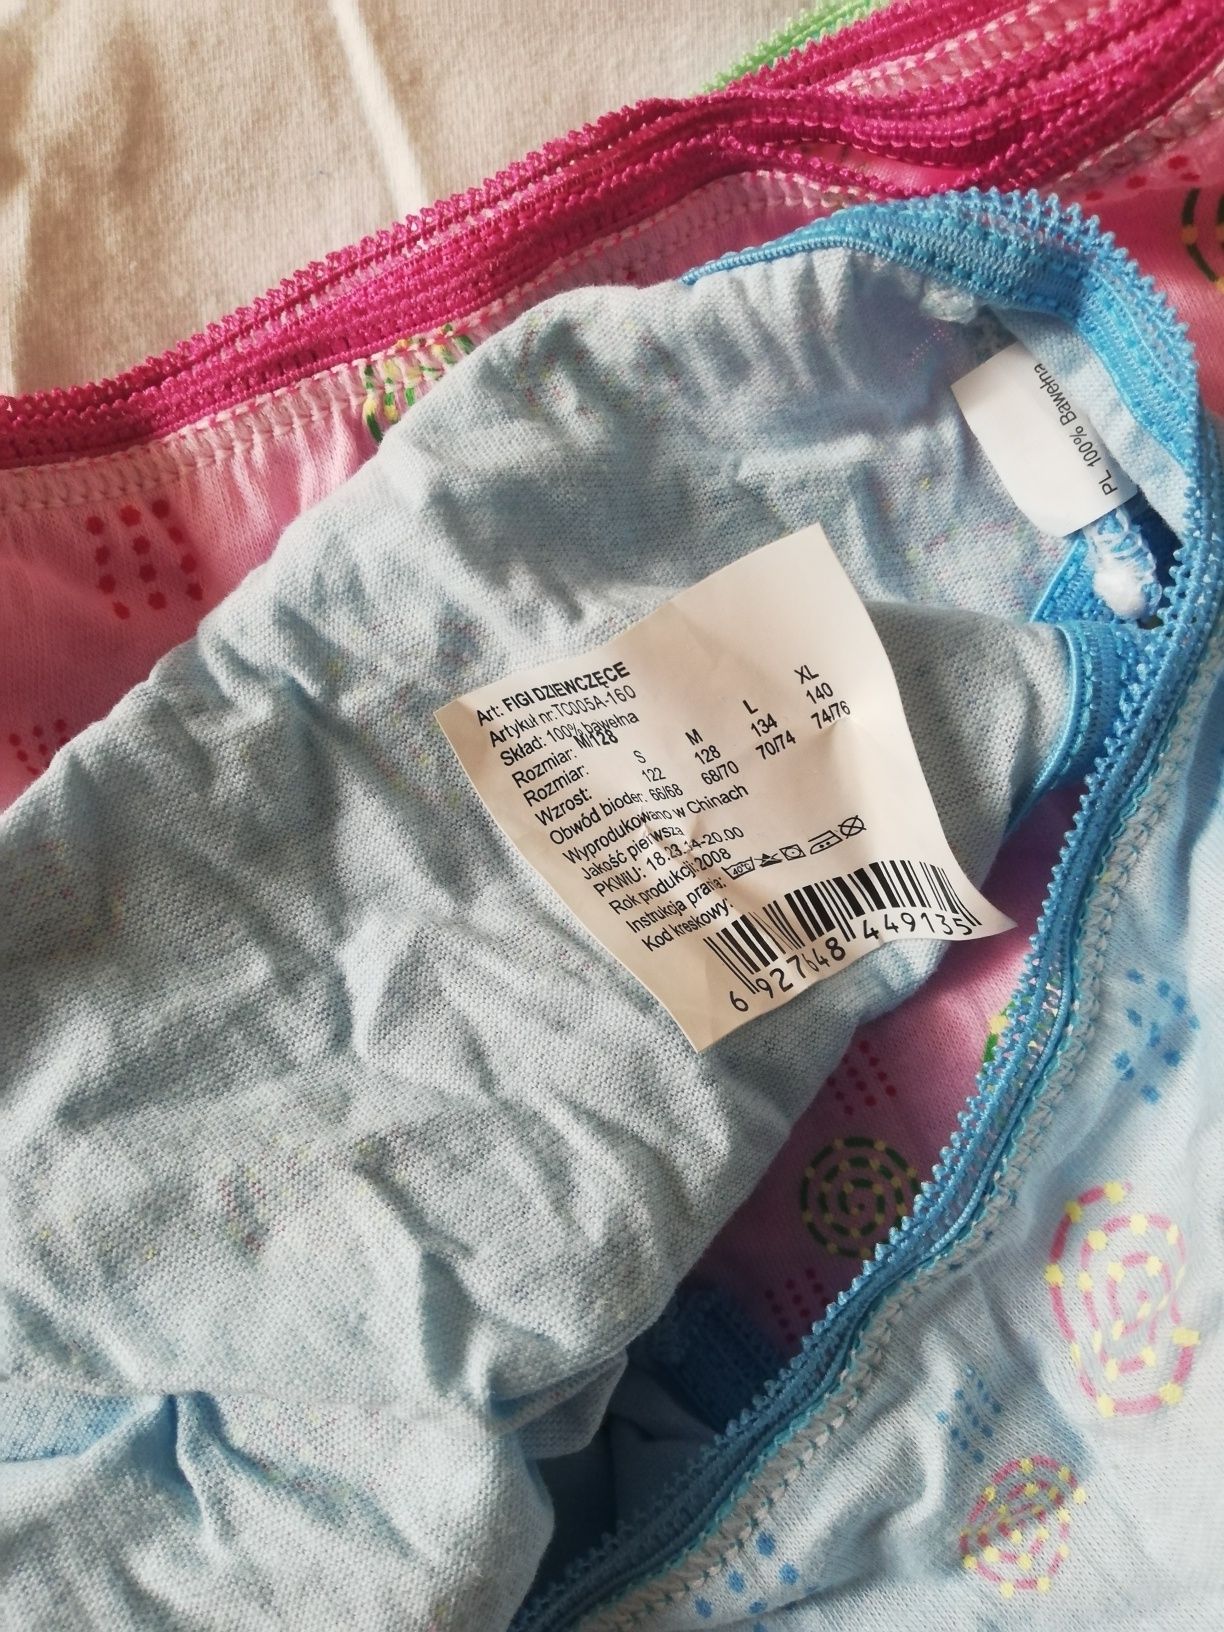 PL 100% Bawełna
Art: FIGI DZIEWCZĘCE
Artykuł nr:TC005A-160
Skład: 100% bawełna
Rozmiar: M/128
Rozmiar: S M L XL
Wzrost: 122 128 134 140
Obwód bioder: 66/68 68/70 70/74 74/76
Wyprodukowano w Chinach
Jakość pierwsza
PKWiU: 18.23.14-20.00
Rok produkcji:2008
Instrukcja prania: 40°C
Kod kreskowy:
6 927648 449135